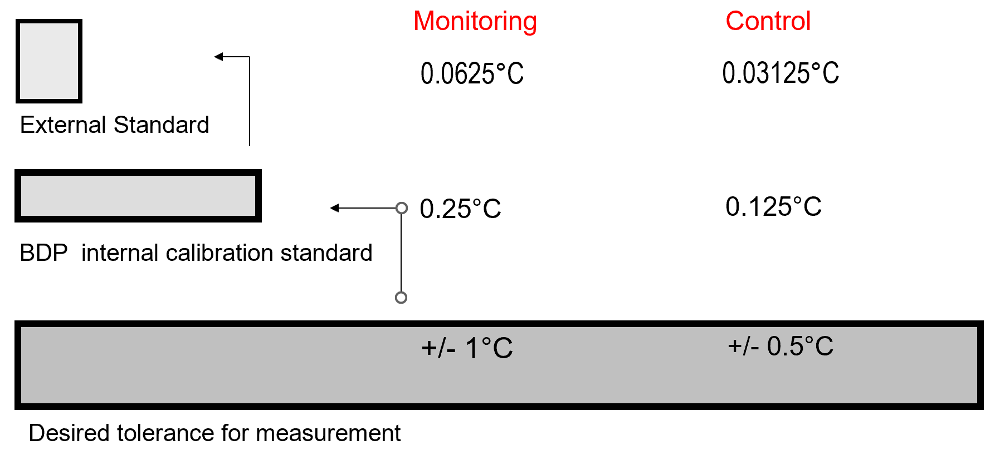 Monitoring Control
0.0625°C 0.03125°C
External Standard
0.25°C 0.125°C
BDP  internal calibration standard
+/- 1°C +/- 0.5°C
Desired tolerance for measurement